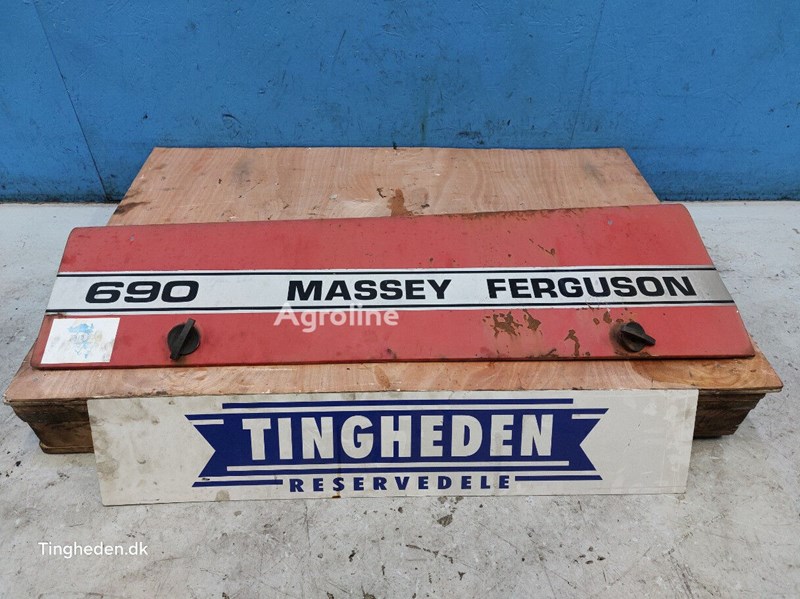 690 MASSEY FERGUSON
Agroline
TINGHEDEN
RESERVEDELE
Tingheden.dk